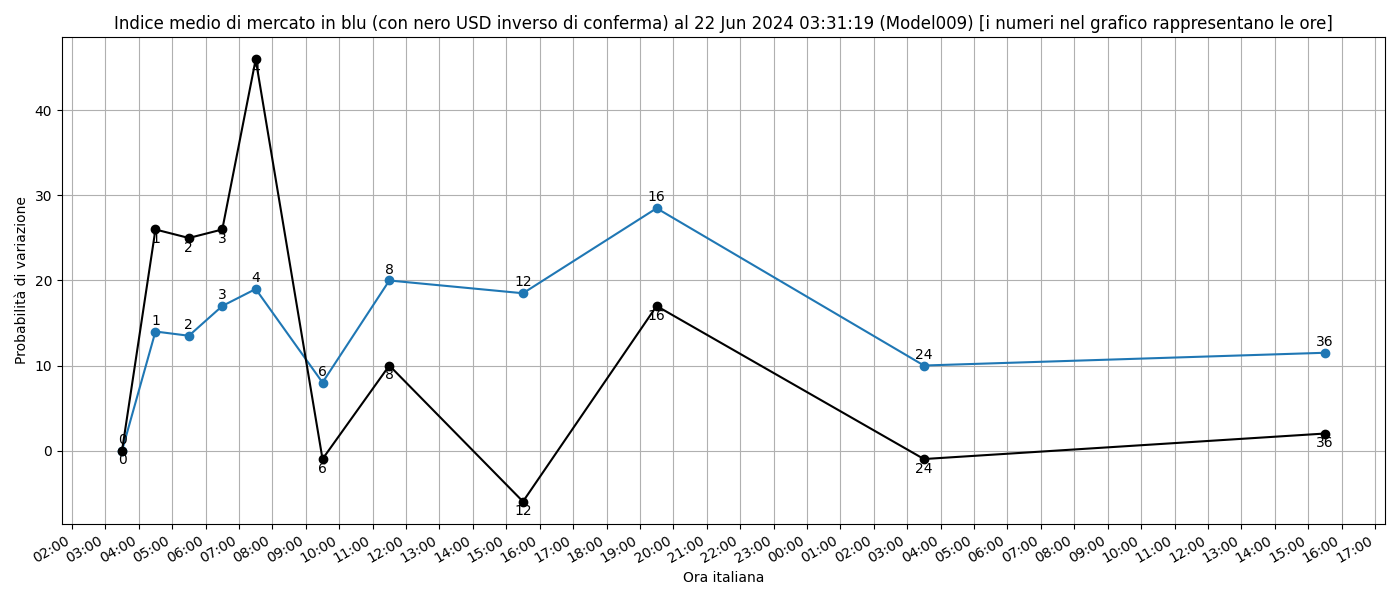 Indice medio di mercato in blu (con nero USD inverso di conferma) al 22 Jun 2024 03:31:19 (Model009) [i numeri nel grafico rappresentano le ore]
Probabilità di variazione
40
30
20
10
0
0 1 2 3 4 6 8 12 16 24 36
0 1 2 3 4 6 8 12 16 24 36
02:00 03:00 04:00 05:00 06:00 07:00 08:00 09:00 10:00 11:00 12:00 13:00 14:00 15:00 16:00 17:00 18:00 19:00 20:00 21:00 22:00 23:00 00:00 01:00 02:00 03:00 04:00 05:00 06:00 07:00 08:00 09:00 10:00 11:00 12:00 13:00 14:00 15:00 16:00 17:00
Ora italiana